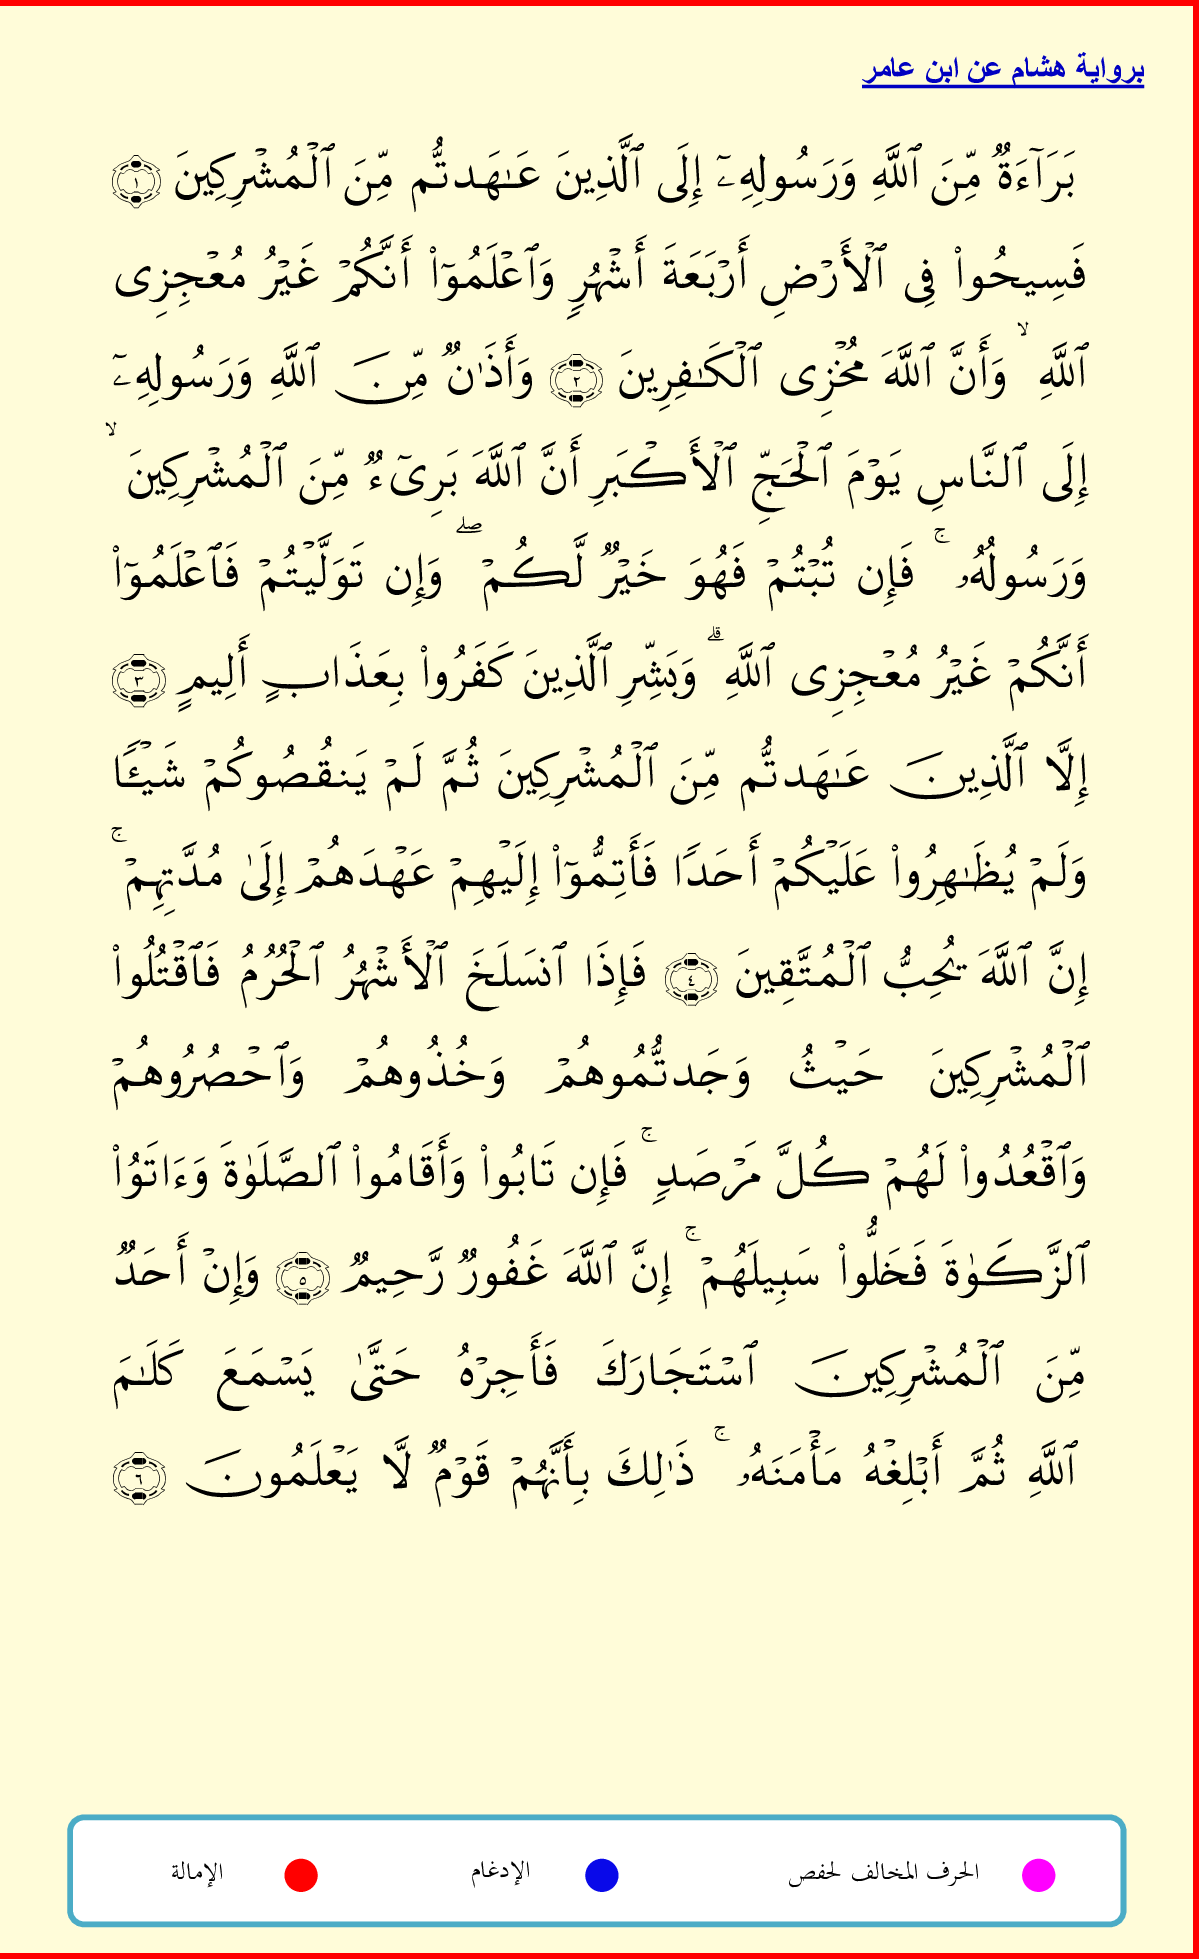 برواية هشام عن ابن عامر
بَرَآءَةٌ مِّنَ ٱللَّهِ وَرَسُولِهِۦٓ إِلَى ٱلَّذِينَ عَـٰهَدتُّم مِّنَ ٱلْمُشْرِكِينَ ١
فَسِيحُوا۟ فِى ٱلْأَرْضِ أَرْبَعَةَ أَشْهُرٍ وَٱعْلَمُوٓا۟ أَنَّكُمْ غَيْرُ مُعْجِزِى
ٱللَّهِ ۙ وَأَنَّ ٱللَّهَ مُخْزِى ٱلْكَـٰفِرِينَ ٢ وَأَذَٰنٌ مِّنَ ٱللَّهِ وَرَسُولِهِۦٓ
إِلَى ٱلنَّاسِ يَوْمَ ٱلْحَجِّ ٱلْأَكْبَرِ أَنَّ ٱللَّهَ بَرِىٓءٌ مِّنَ ٱلْمُشْرِكِينَ ۙ
وَرَسُولُهُۥ ۚ فَإِن تُبْتُمْ فَهُوَ خَيْرٌ لَّكُمْ ۖ وَإِن تَوَلَّيْتُمْ فَٱعْلَمُوٓا۟
أَنَّكُمْ غَيْرُ مُعْجِزِى ٱللَّهِ ۗ وَبَشِّرِ ٱلَّذِينَ كَفَرُوا۟ بِعَذَابٍ أَلِيمٍ ٣
إِلَّا ٱلَّذِينَ عَـٰهَدتُّم مِّنَ ٱلْمُشْرِكِينَ ثُمَّ لَمْ يَنقُصُوكُمْ شَيْـًٔا
وَلَمْ يُظَـٰهِرُوا۟ عَلَيْكُمْ أَحَدًا فَأَتِمُّوٓا۟ إِلَيْهِمْ عَهْدَهُمْ إِلَىٰ مُدَّتِهِمْ ۚ
إِنَّ ٱللَّهَ يُحِبُّ ٱلْمُتَّقِينَ ٤ فَإِذَا ٱنسَلَخَ ٱلْأَشْهُرُ ٱلْحُرُمُ فَٱقْتُلُوا۟
ٱلْمُشْرِكِينَ حَيْثُ وَجَدتُّمُوهُمْ وَخُذُوهُمْ وَٱحْصُرُوهُمْ
وَٱقْعُدُوا۟ لَهُمْ كُلَّ مَرْصَدٍ ۚ فَإِن تَابُوا۟ وَأَقَامُوا۟ ٱلصَّلَوٰةَ وَءَاتَوُا۟
ٱلزَّكَوٰةَ فَخَلُّوا۟ سَبِيلَهُمْ ۚ إِنَّ ٱللَّهَ غَفُورٌ رَّحِيمٌ ٥ وَإِنْ أَحَدٌ
مِّنَ ٱلْمُشْرِكِينَ ٱسْتَجَارَكَ فَأَجِرْهُ حَتَّىٰ يَسْمَعَ كَلَـٰمَ
ٱللَّهِ ثُمَّ أَبْلِغْهُ مَأْمَنَهُۥ ۚ ذَٰلِكَ بِأَنَّهُمْ قَوْمٌ لَّا يَعْلَمُونَ ٦
الحرف المخالف لحفص الإدغام الإمالة